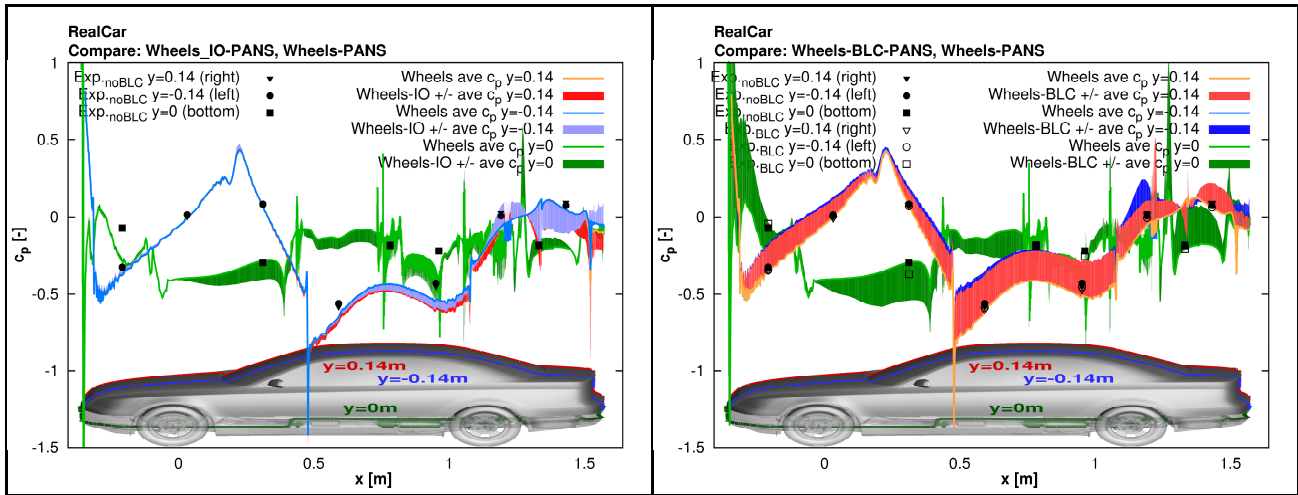 RealCar
Compare: Wheels_IO-PANS, Wheels-PANS
Exp.noBLC y=0.14 (right)
Exp.noBLC y=-0.14 (left)
Exp.noBLC y=0 (bottom)
Wheels ave cp y=0.14
Wheels-IO +/- ave cp y=0.14
Wheels ave cp y=-0.14
Wheels-IO +/- ave cp y=-0.14
Wheels ave cp y=0
Wheels-IO +/- ave cp y=0
1
0.5
0
-0.5
-1
-1.5
cp [-]
y=0.14m
y=-0.14m
y=0m
0 0.5 1 1.5
x [m]
RealCar
Compare: Wheels-BLC-PANS, Wheels-PANS
Exp.noBLC y=0.14 (right)
Exp.noBLC y=-0.14 (left)
Exp.noBLC y=0 (bottom)
Exp.BLC y=0.14 (right)
Exp.BLC y=-0.14 (left)
Exp.BLC y=0 (bottom)
Wheels ave cp y=0.14
Wheels-BLC +/- ave cp y=0.14
Wheels ave cp y=-0.14
Wheels-BLC +/- ave cp y=-0.14
Wheels ave cp y=0
Wheels-BLC +/- ave cp y=0
1
0.5
0
-0.5
-1
-1.5
cp [-]
y=0.14m
y=-0.14m
y=0m
0 0.5 1 1.5
x [m]